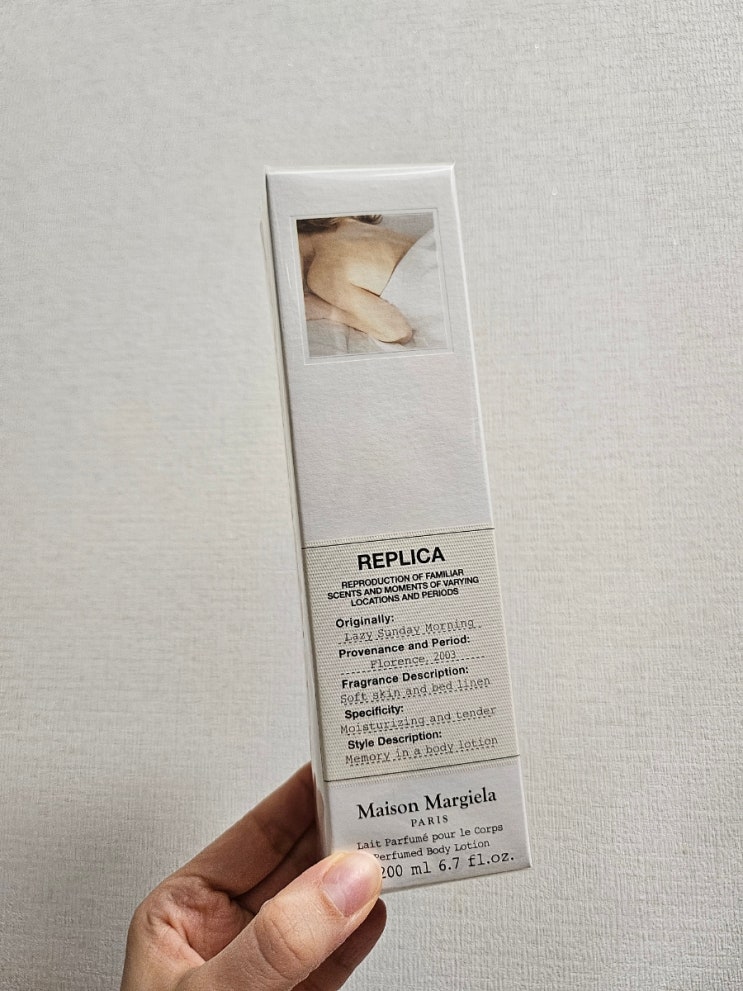 REPLICA
REPRODUCTION OF FAMILIAR
SCENTS AND MOMENTS OF VARYING
LOCATIONS AND PERIODS
Originally:
Lazy Sunday Morning
Provenance and Period:
Florence, 2003
Fragrance Description:
Soft skin and bed linen
Specificity:
Moisturizing and tender
Style Description:
Memory in a body lotion
Maison Margiela
PARIS
Lait Parfumé pour le Corps
Perfumed Body Lotion
200 ml 6.7 fl.oz.